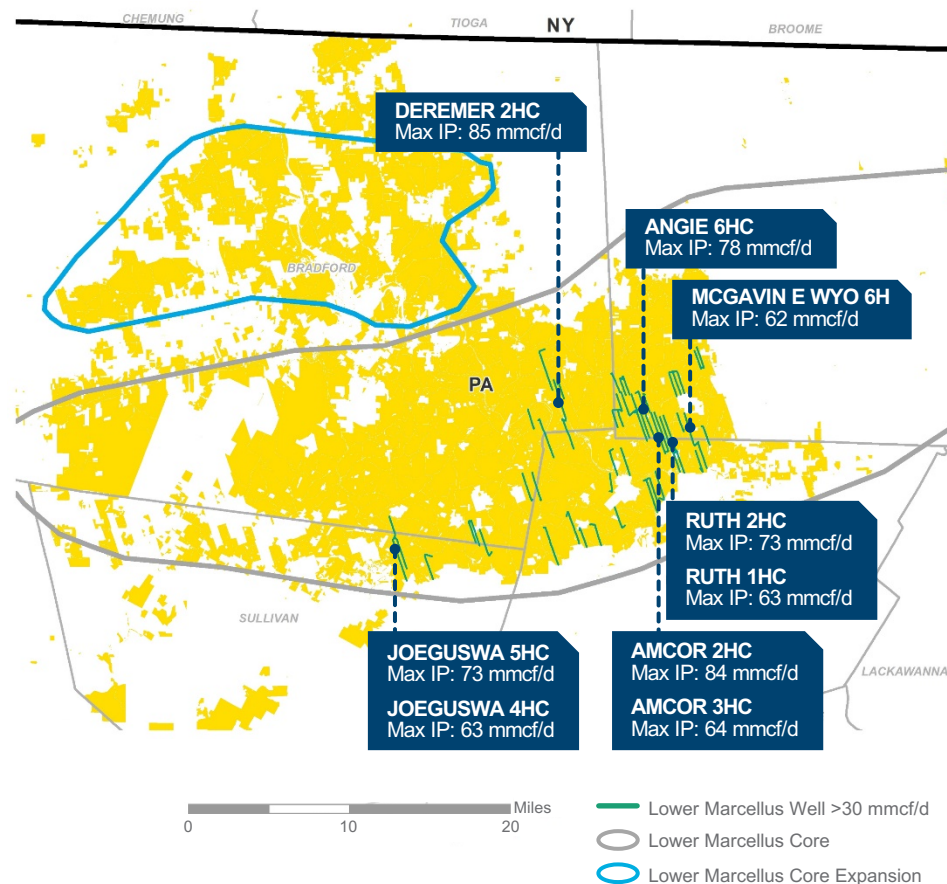 CHEMUNG
TIOGA
NY
BROOME
DEREMER 2HC
Max IP: 85 mmcf/d
ANGIE 6HC
Max IP: 78 mmcf/d
BRADFORD
MCGAVIN E WYO 6H
Max IP: 62 mmcf/d
PA
RUTH 2HC
Max IP: 73 mmcf/d
RUTH 1HC
Max IP: 63 mmcf/d
SULLIVAN
JOEGUSWA 5HC
Max IP: 73 mmcf/d
JOEGUSWA 4HC
Max IP: 63 mmcf/d
AMCOR 2HC
Max IP: 84 mmcf/d
AMCOR 3HC
Max IP: 64 mmcf/d
LACKAWANNA
Miles
0 10 20
Lower Marcellus Well >30 mmcf/d
Lower Marcellus Core
Lower Marcellus Core Expansion